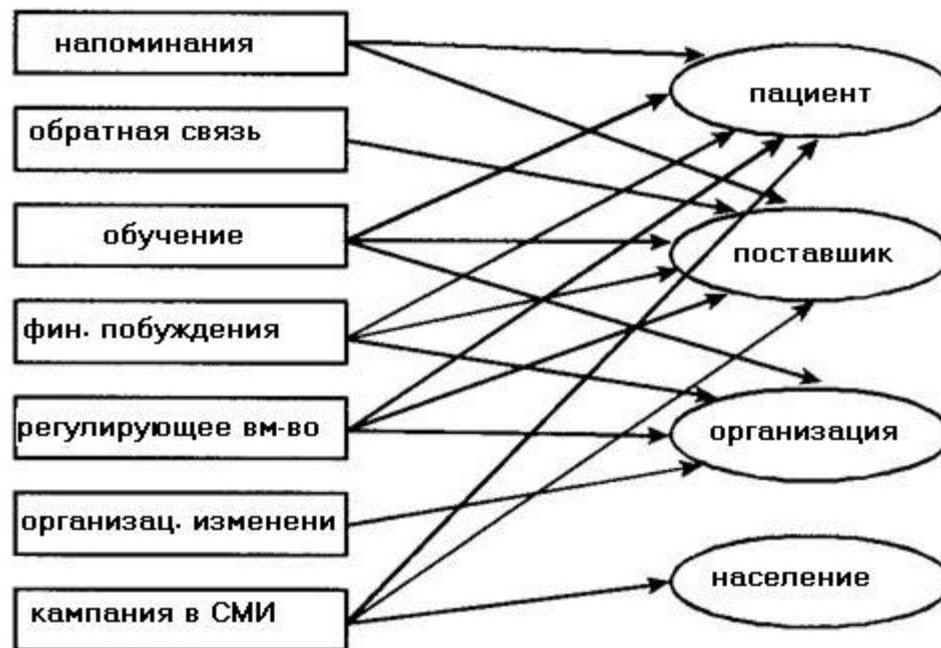 напоминания
обратная связь
обучение
фин. побуждения
регулирующее вм-во
организац. изменени
кампания в СМИ
пациент
поставшик
организация
население